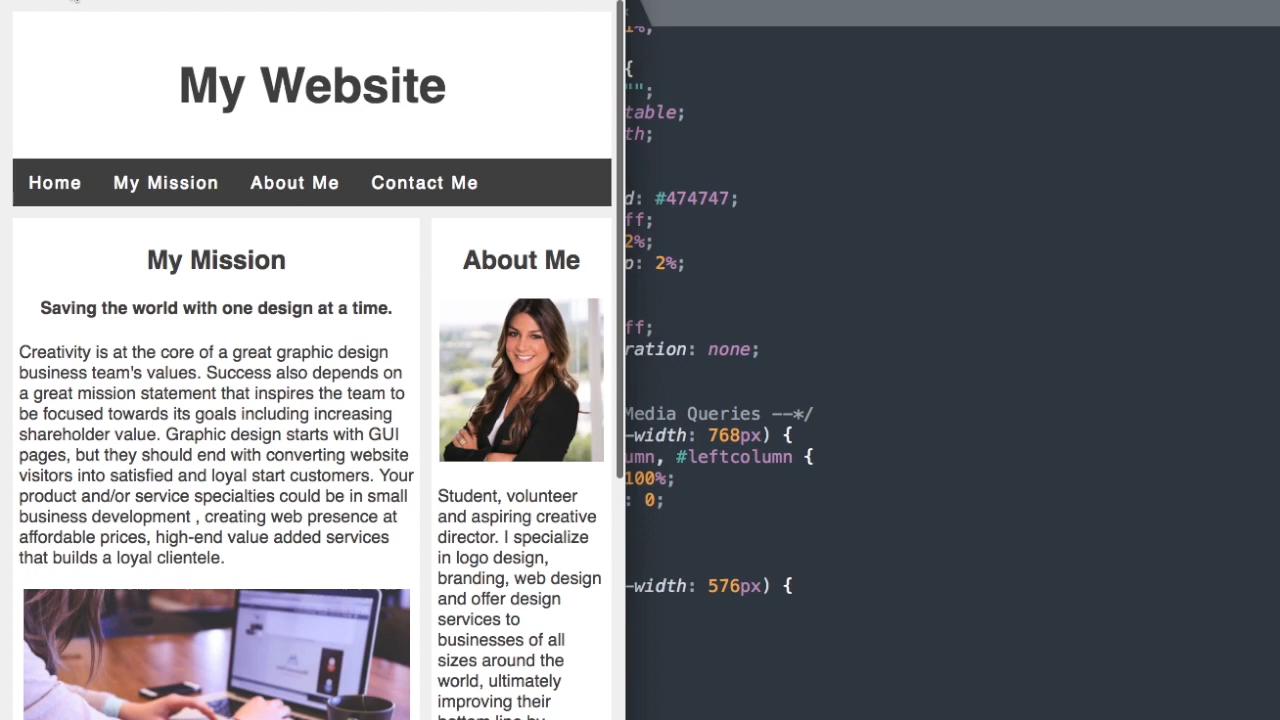 My Website
Home My Mission About Me Contact Me
My Mission
Saving the world with one design at a time.
Creativity is at the core of a great graphic design
business team's values. Success also depends on
a great mission statement that inspires the team to
be focused towards its goals including increasing
shareholder value. Graphic design starts with GUI
pages, but they should end with converting website
visitors into satisfied and loyal start customers. Your
product and/or service specialties could be in small
business development , creating web presence at
affordable prices, high-end value added services
that builds a loyal clientele.
About Me
Student, volunteer
and aspiring creative
director. I specialize
in logo design,
branding, web design
and offer design
services to
businesses of all
sizes around the
world, ultimately
improving their
bottom line by
{
"";
table;
th;
d: #474747;
ff;
2%;
p: 2%;
ff;
ration: none;
Media Queries --*/
-width: 768px) {
umn, #leftcolumn {
100%;
: 0;
-width: 576px) {